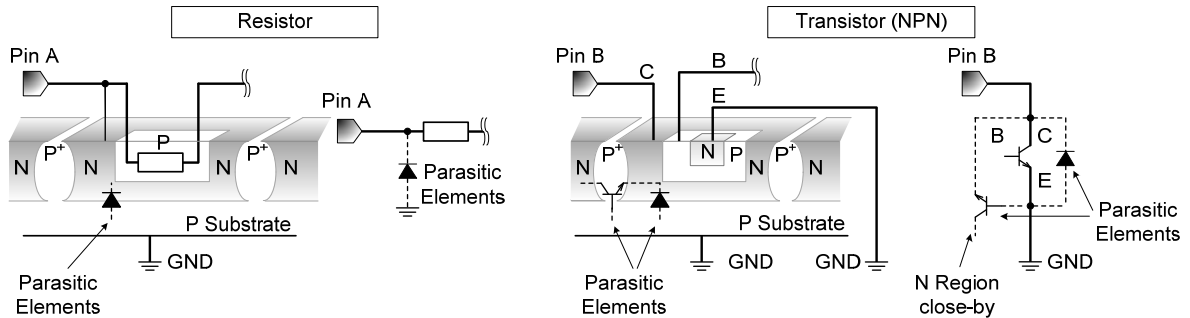 Resistor
Transistor (NPN)
Pin A
Pin A
N
P+
N
P
P+
N
N
Parasitic
Elements
P Substrate
GND
Parasitic
Elements
Pin B
C
B
E
N
P+
N
N
P
P+
N
N
P Substrate
GND
GND
Parasitic
Elements
Pin B
B
C
E
Parasitic
Elements
GND
N Region
close-by